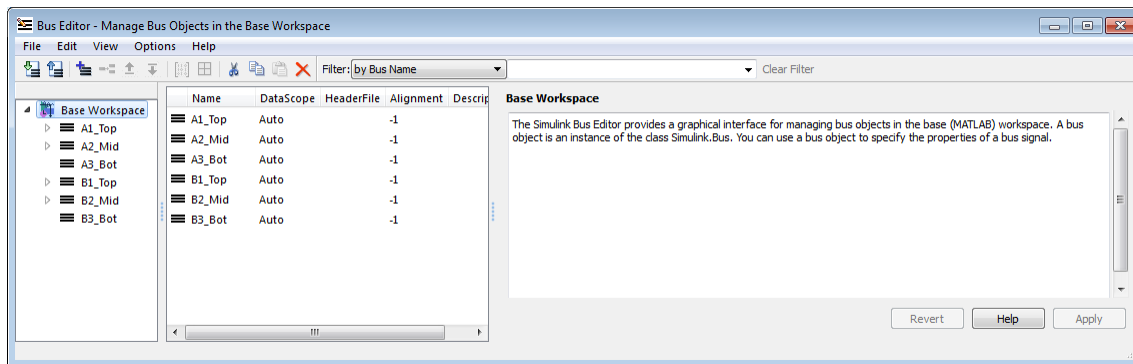 Bus Editor - Manage Bus Objects in the Base Workspace
File Edit View Options Help
Filter: by Bus Name Clear Filter
Base Workspace
A1_Top
A2_Mid
A3_Bot
B1_Top
B2_Mid
B3_Bot
Name DataScope HeaderFile Alignment Descrip
A1_Top Auto -1
A2_Mid Auto -1
A3_Bot Auto -1
B1_Top Auto -1
B2_Mid Auto -1
B3_Bot Auto -1
Base Workspace
The Simulink Bus Editor provides a graphical interface for managing bus objects in the base (MATLAB) workspace. A bus
object is an instance of the class Simulink.Bus. You can use a bus object to specify the properties of a bus signal.
Revert Help Apply